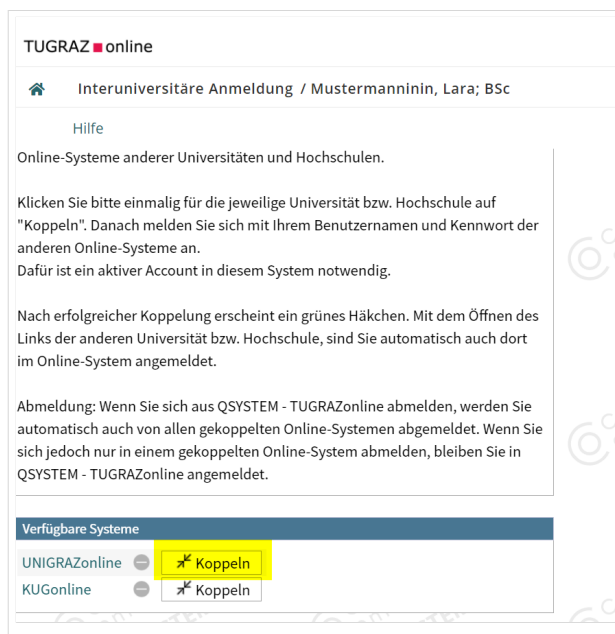 TUGRAZ online
Interuniversitäre Anmeldung / Mustermanninin, Lara; BSc
Hilfe
Online-Systeme anderer Universitäten und Hochschulen.
Klicken Sie bitte einmalig für die jeweilige Universität bzw. Hochschule auf
"Koppeln". Danach melden Sie sich mit Ihrem Benutzernamen und Kennwort der
anderen Online-Systeme an.
Dafür ist ein aktiver Account in diesem System notwendig.
Nach erfolgreicher Koppelung erscheint ein grünes Häkchen. Mit dem Öffnen des
Links der anderen Universität bzw. Hochschule, sind Sie automatisch auch dort
im Online-System angemeldet.
Abmeldung: Wenn Sie sich aus QSYSTEM - TUGRAZonline abmelden, werden Sie
automatisch auch von allen gekoppelten Online-Systemen abgemeldet. Wenn Sie
sich jedoch nur in einem gekoppelten Online-System abmelden, bleiben Sie in
QSYSTEM - TUGRAZonline angemeldet.
Verfügbare Systeme
UNIGRAZonline Koppeln
KUGonline Koppeln